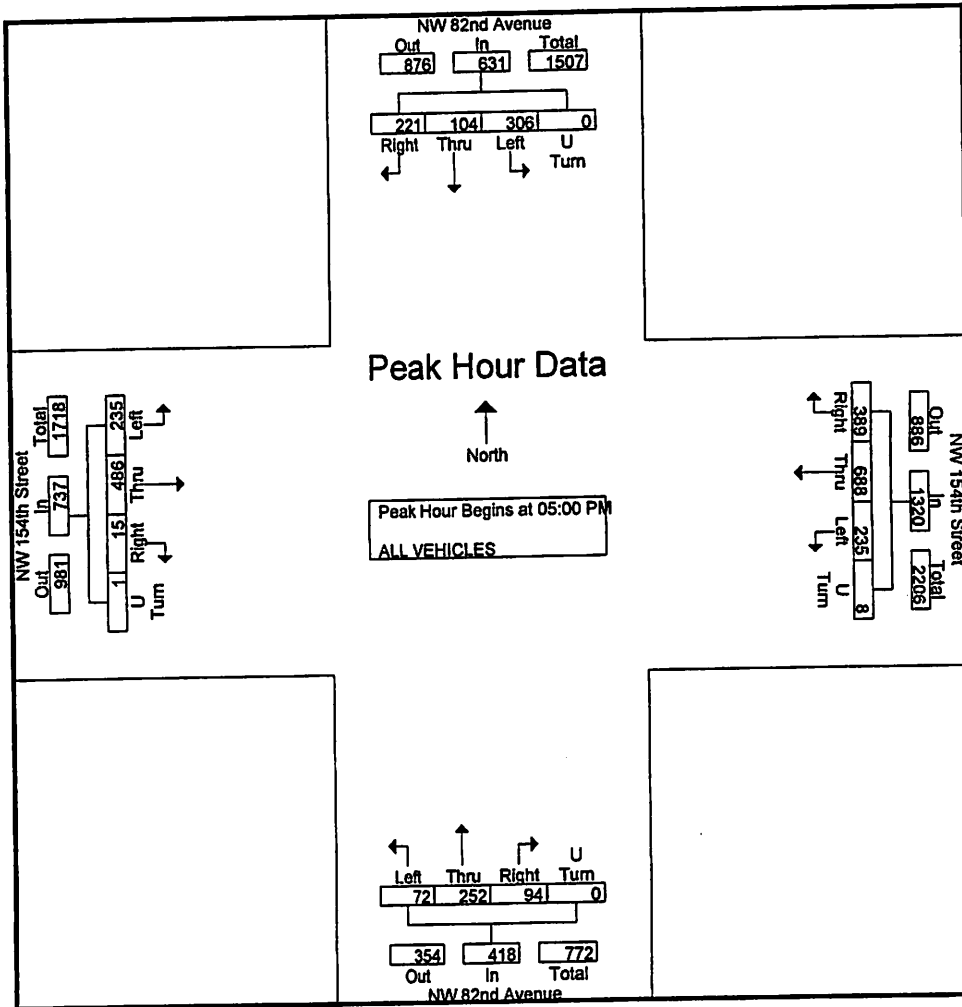 NW 82nd Avenue
Out In Total
876 631 1507
221 104 306 0
Right Thru Left U
Turn
Peak Hour Data
North
Peak Hour Begins at 05:00 PM
ALL VEHICLES
NW 154th Street
Total In Out
1718 737 981
235 486 15 1
Left Thru Right U
Turn
NW 154th Street
Out In Total
886 1320 2206
389 688 235 8
Right Thru Left U
Turn
U
Left Thru Right Turn
72 252 94 0
354 418 772
Out In Total
NW 82nd Avenue